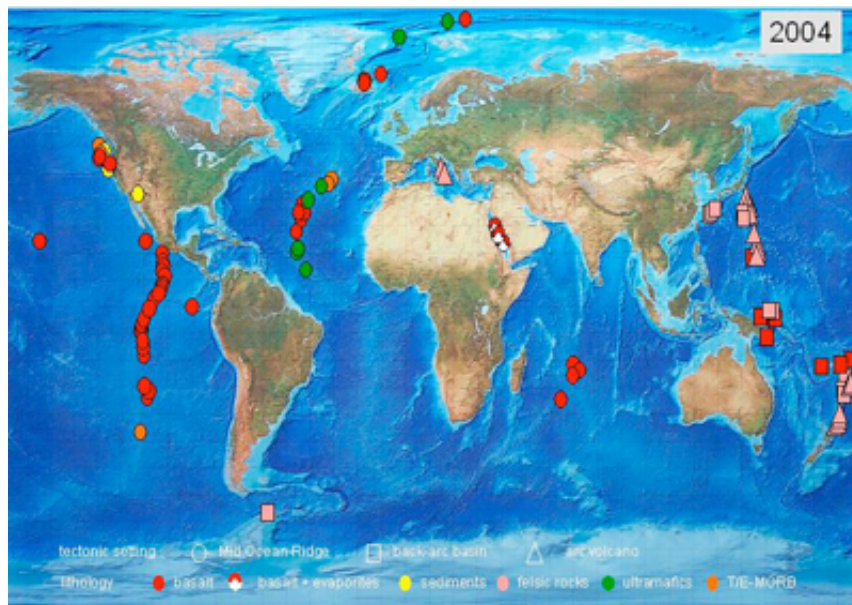 2004
tectonic setting Mid Ocean Ridge back-arc basin arc volcano
lithology basalt basalt + evaporites sediments felsic rocks ultramafics T/E-MORB